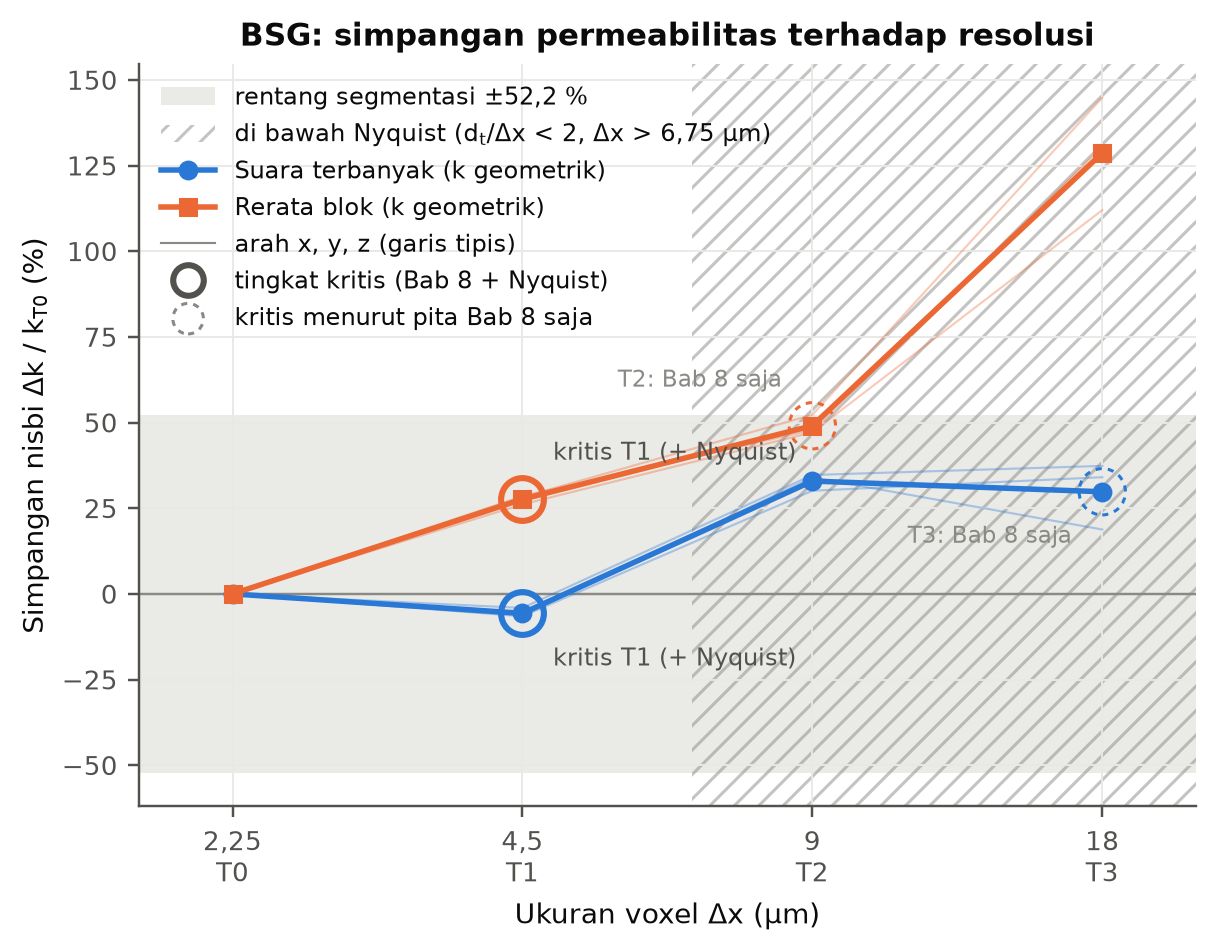 BSG: simpangan permeabilitas terhadap resolusi
Simpangan nisbi Δk / kT0 (%)
150
125
100
75
50
25
0
−25
−50
rentang segmentasi ±52,2 %
di bawah Nyquist (dt/Δx < 2, Δx > 6,75 µm)
Suara terbanyak (k geometrik)
Rerata blok (k geometrik)
arah x, y, z (garis tipis)
tingkat kritis (Bab 8 + Nyquist)
kritis menurut pita Bab 8 saja
T2: Bab 8 saja
kritis T1 (+ Nyquist)
T3: Bab 8 saja
kritis T1 (+ Nyquist)
2,25 4,5 9 18
T0 T1 T2 T3
Ukuran voxel Δx (µm)